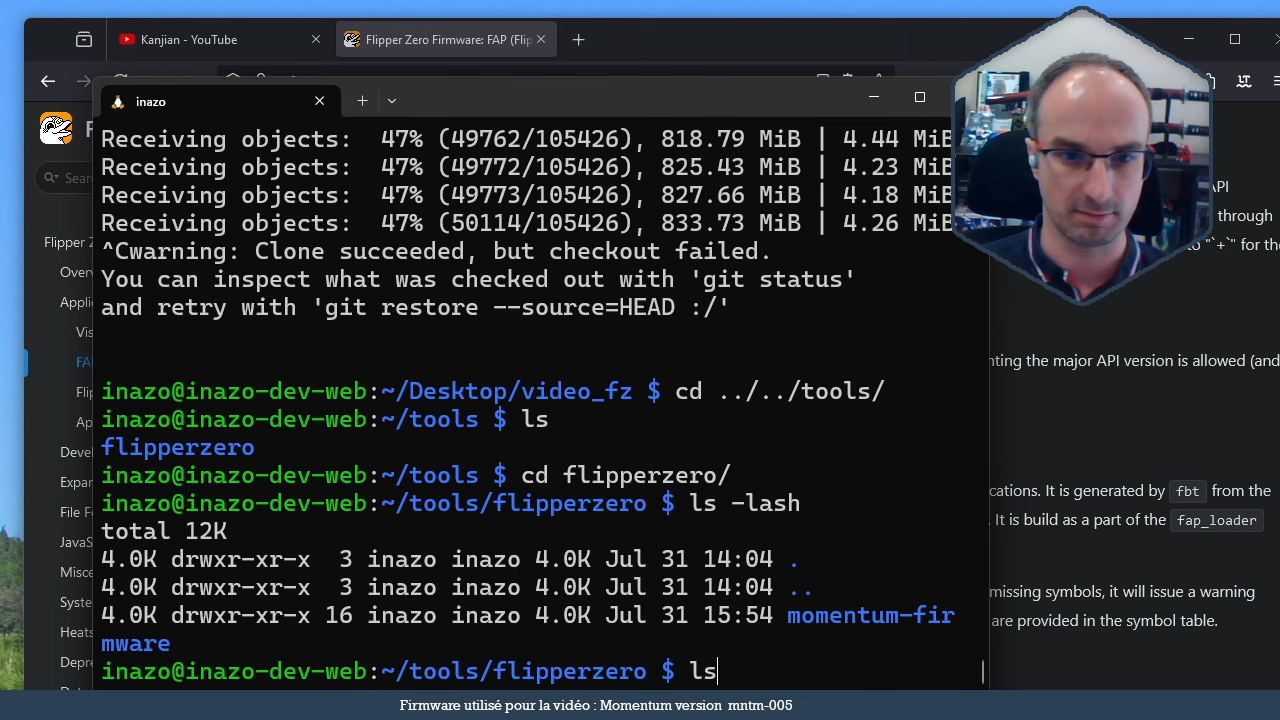 Kanjian - YouTube
Flipper Zero Firmware: FAP (Flip
inazo
Receiving objects:  47% (49762/105426), 818.79 MiB | 4.44 MiB
Receiving objects:  47% (49772/105426), 825.43 MiB | 4.23 MiB
Receiving objects:  47% (49773/105426), 827.66 MiB | 4.18 MiB
Receiving objects:  47% (50114/105426), 833.73 MiB | 4.26 MiB
^Cwarning: Clone succeeded, but checkout failed.
You can inspect what was checked out with 'git status'
and retry with 'git restore --source=HEAD :/'
inazo@inazo-dev-web:~/Desktop/video_fz $ cd ../../tools/
inazo@inazo-dev-web:~/tools $ ls
flipperzero
inazo@inazo-dev-web:~/tools $ cd flipperzero/
inazo@inazo-dev-web:~/tools/flipperzero $ ls -lash
total 12K
4.0K drwxr-xr-x  3 inazo inazo 4.0K Jul 31 14:04 .
4.0K drwxr-xr-x  3 inazo inazo 4.0K Jul 31 14:04 ..
4.0K drwxr-xr-x 16 inazo inazo 4.0K Jul 31 15:54 momentum-fir
mware
inazo@inazo-dev-web:~/tools/flipperzero $ ls
F
Sear
Flipper Ze
Overv
Applic
Vis
FA
Flip
Ap
Devel
Expan
File F
JavaS
Misce
Syste
Heats
Depre
API
through
to "`+`" for the
nting the major API version is allowed (and
cations. It is generated by fbt from the
. It is build as a part of the fap_loader
missing symbols, it will issue a warning
are provided in the symbol table.
Firmware utilisé pour la vidéo : Momentum version mntm-005